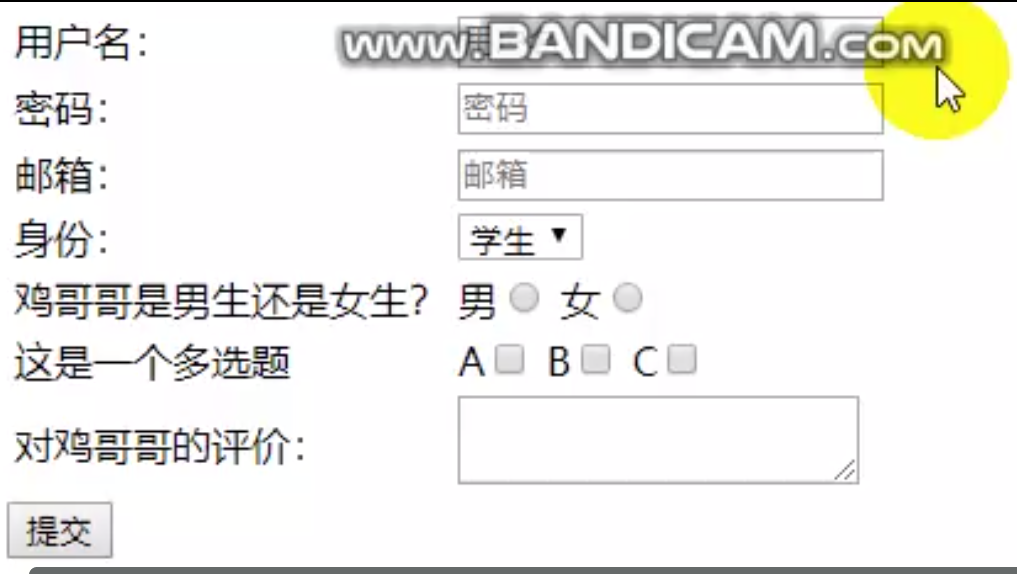 用户名：
www.BANDICAM.COM
密码： 密码
邮箱： 邮箱
身份： 学生
鸡哥哥是男生还是女生？ 男 女
这是一个多选题 A B C
对鸡哥哥的评价：
提交